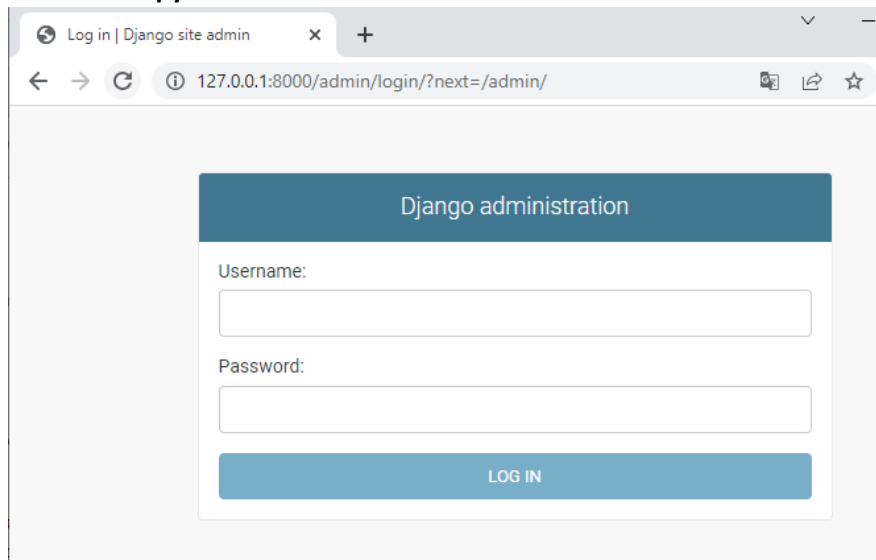 py
Log in | Django site admin
127.0.0.1:8000/admin/login/?next=/admin/
Django administration
Username:
Password:
LOG IN